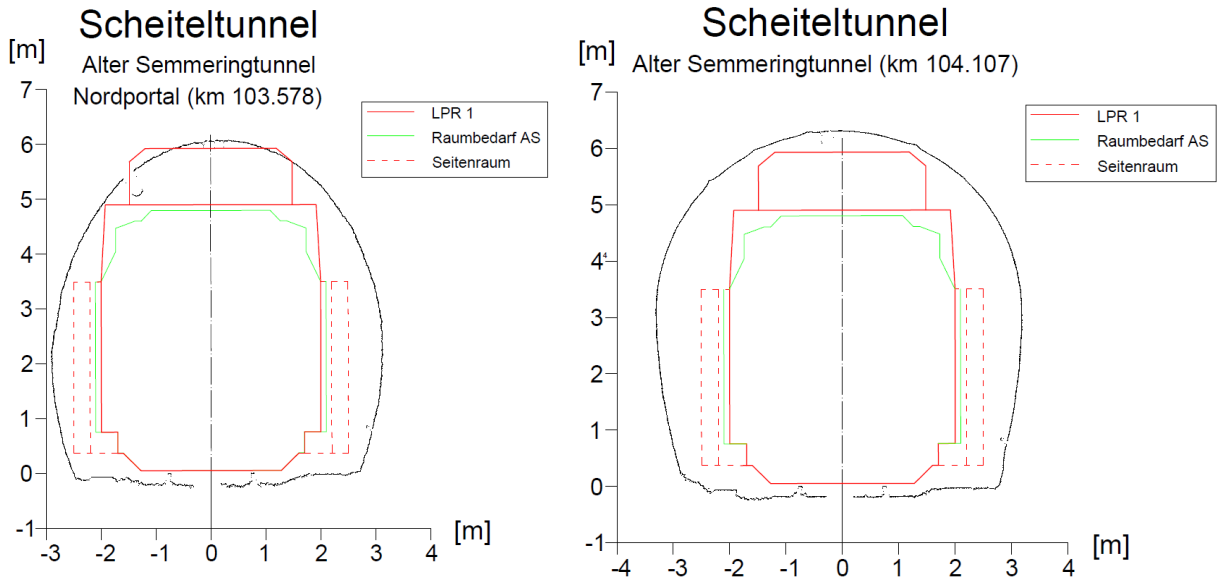 Scheiteltunnel
[m]
Alter Semmeringtunnel
Nordportal (km 103.578)
7
6
5
4
3
2
1
0
-1
-3
-2
-1
0
1
2
3
4
[m]
LPR 1
Raumbedarf AS
Seitenraum
Scheiteltunnel
[m]
Alter Semmeringtunnel (km 104.107)
7
6
5
4
4
3
2
1
0
-1
-4
-3
-2
-1
0
1
2
3
4
[m]
LPR 1
Raumbedarf AS
Seitenraum